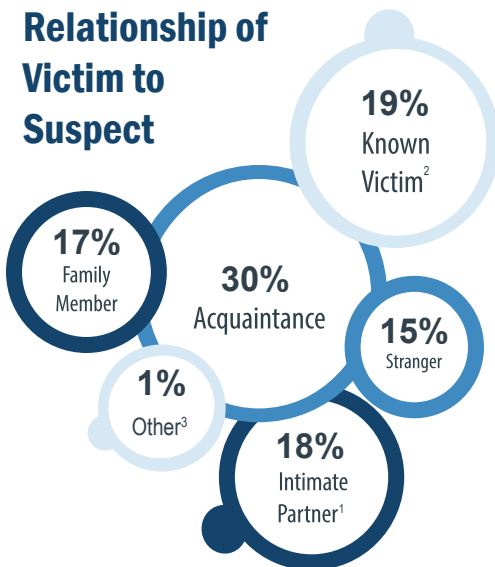 Relationship of
Victim to
Suspect
19%
Known
Victim²
17%
Family
Member
30%
Acquaintance
15%
Stranger
1%
Other³
18%
Intimate
Partner¹